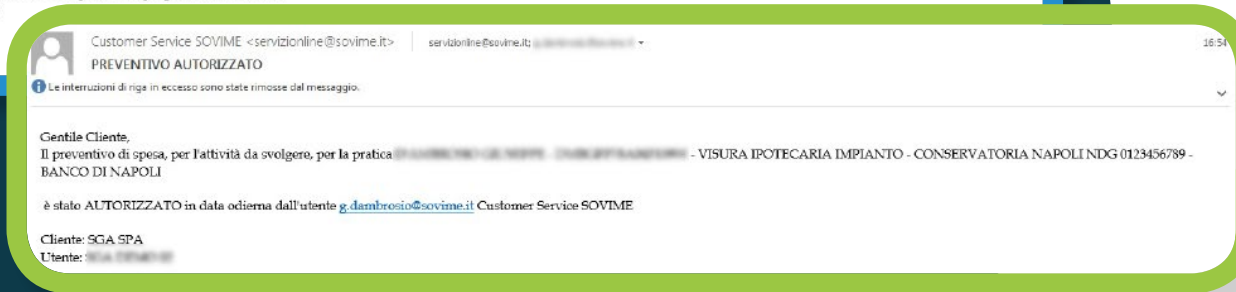 Customer Service SOVIME <servizionline@sovime.it> servizionline@sovime.it;
16:54
PREVENTIVO AUTORIZZATO
Le interruzioni di riga in eccesso sono state rimosse dal messaggio.
Gentile Cliente,
Il preventivo di spesa, per l'attività da svolgere, per la pratica - VISURA IPOTECARIA IMPIANTO - CONSERVATORIA NAPOLI NDG 0123456789 -
BANCO DI NAPOLI
è stato AUTORIZZATO in data odierna dall'utente g.dambrosio@sovime.it Customer Service SOVIME
Cliente: SGA SPA
Utente: